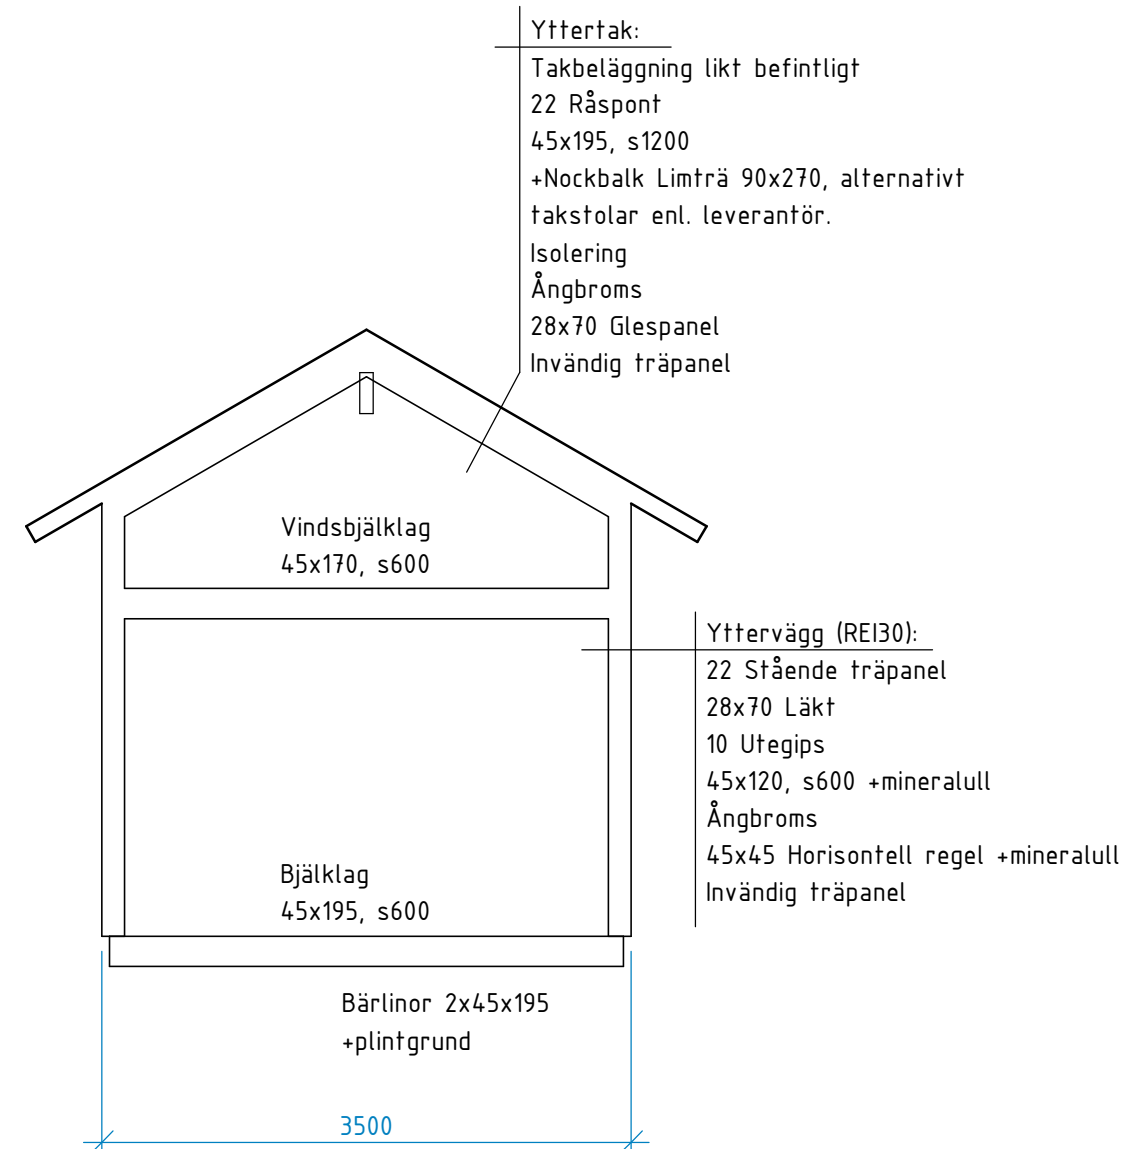 Yttertak:
Takbeläggning likt befintligt
22 Råspont
45x195, s1200
+Nockbalk Limträ 90x270, alternativt
takstolar enl. leverantör.
Isolering
Ångbroms
28x70 Glespanel
Invändig träpanel
Vindsbjälklag
45x170, s600
Yttervägg (REI30):
22 Stående träpanel
28x70 Läkt
10 Utegips
45x120, s600 +mineralull
Ångbroms
45x45 Horisontell regel +mineralull
Invändig träpanel
Bjälklag
45x195, s600
Bärlinor 2x45x195
+plintgrund
3500